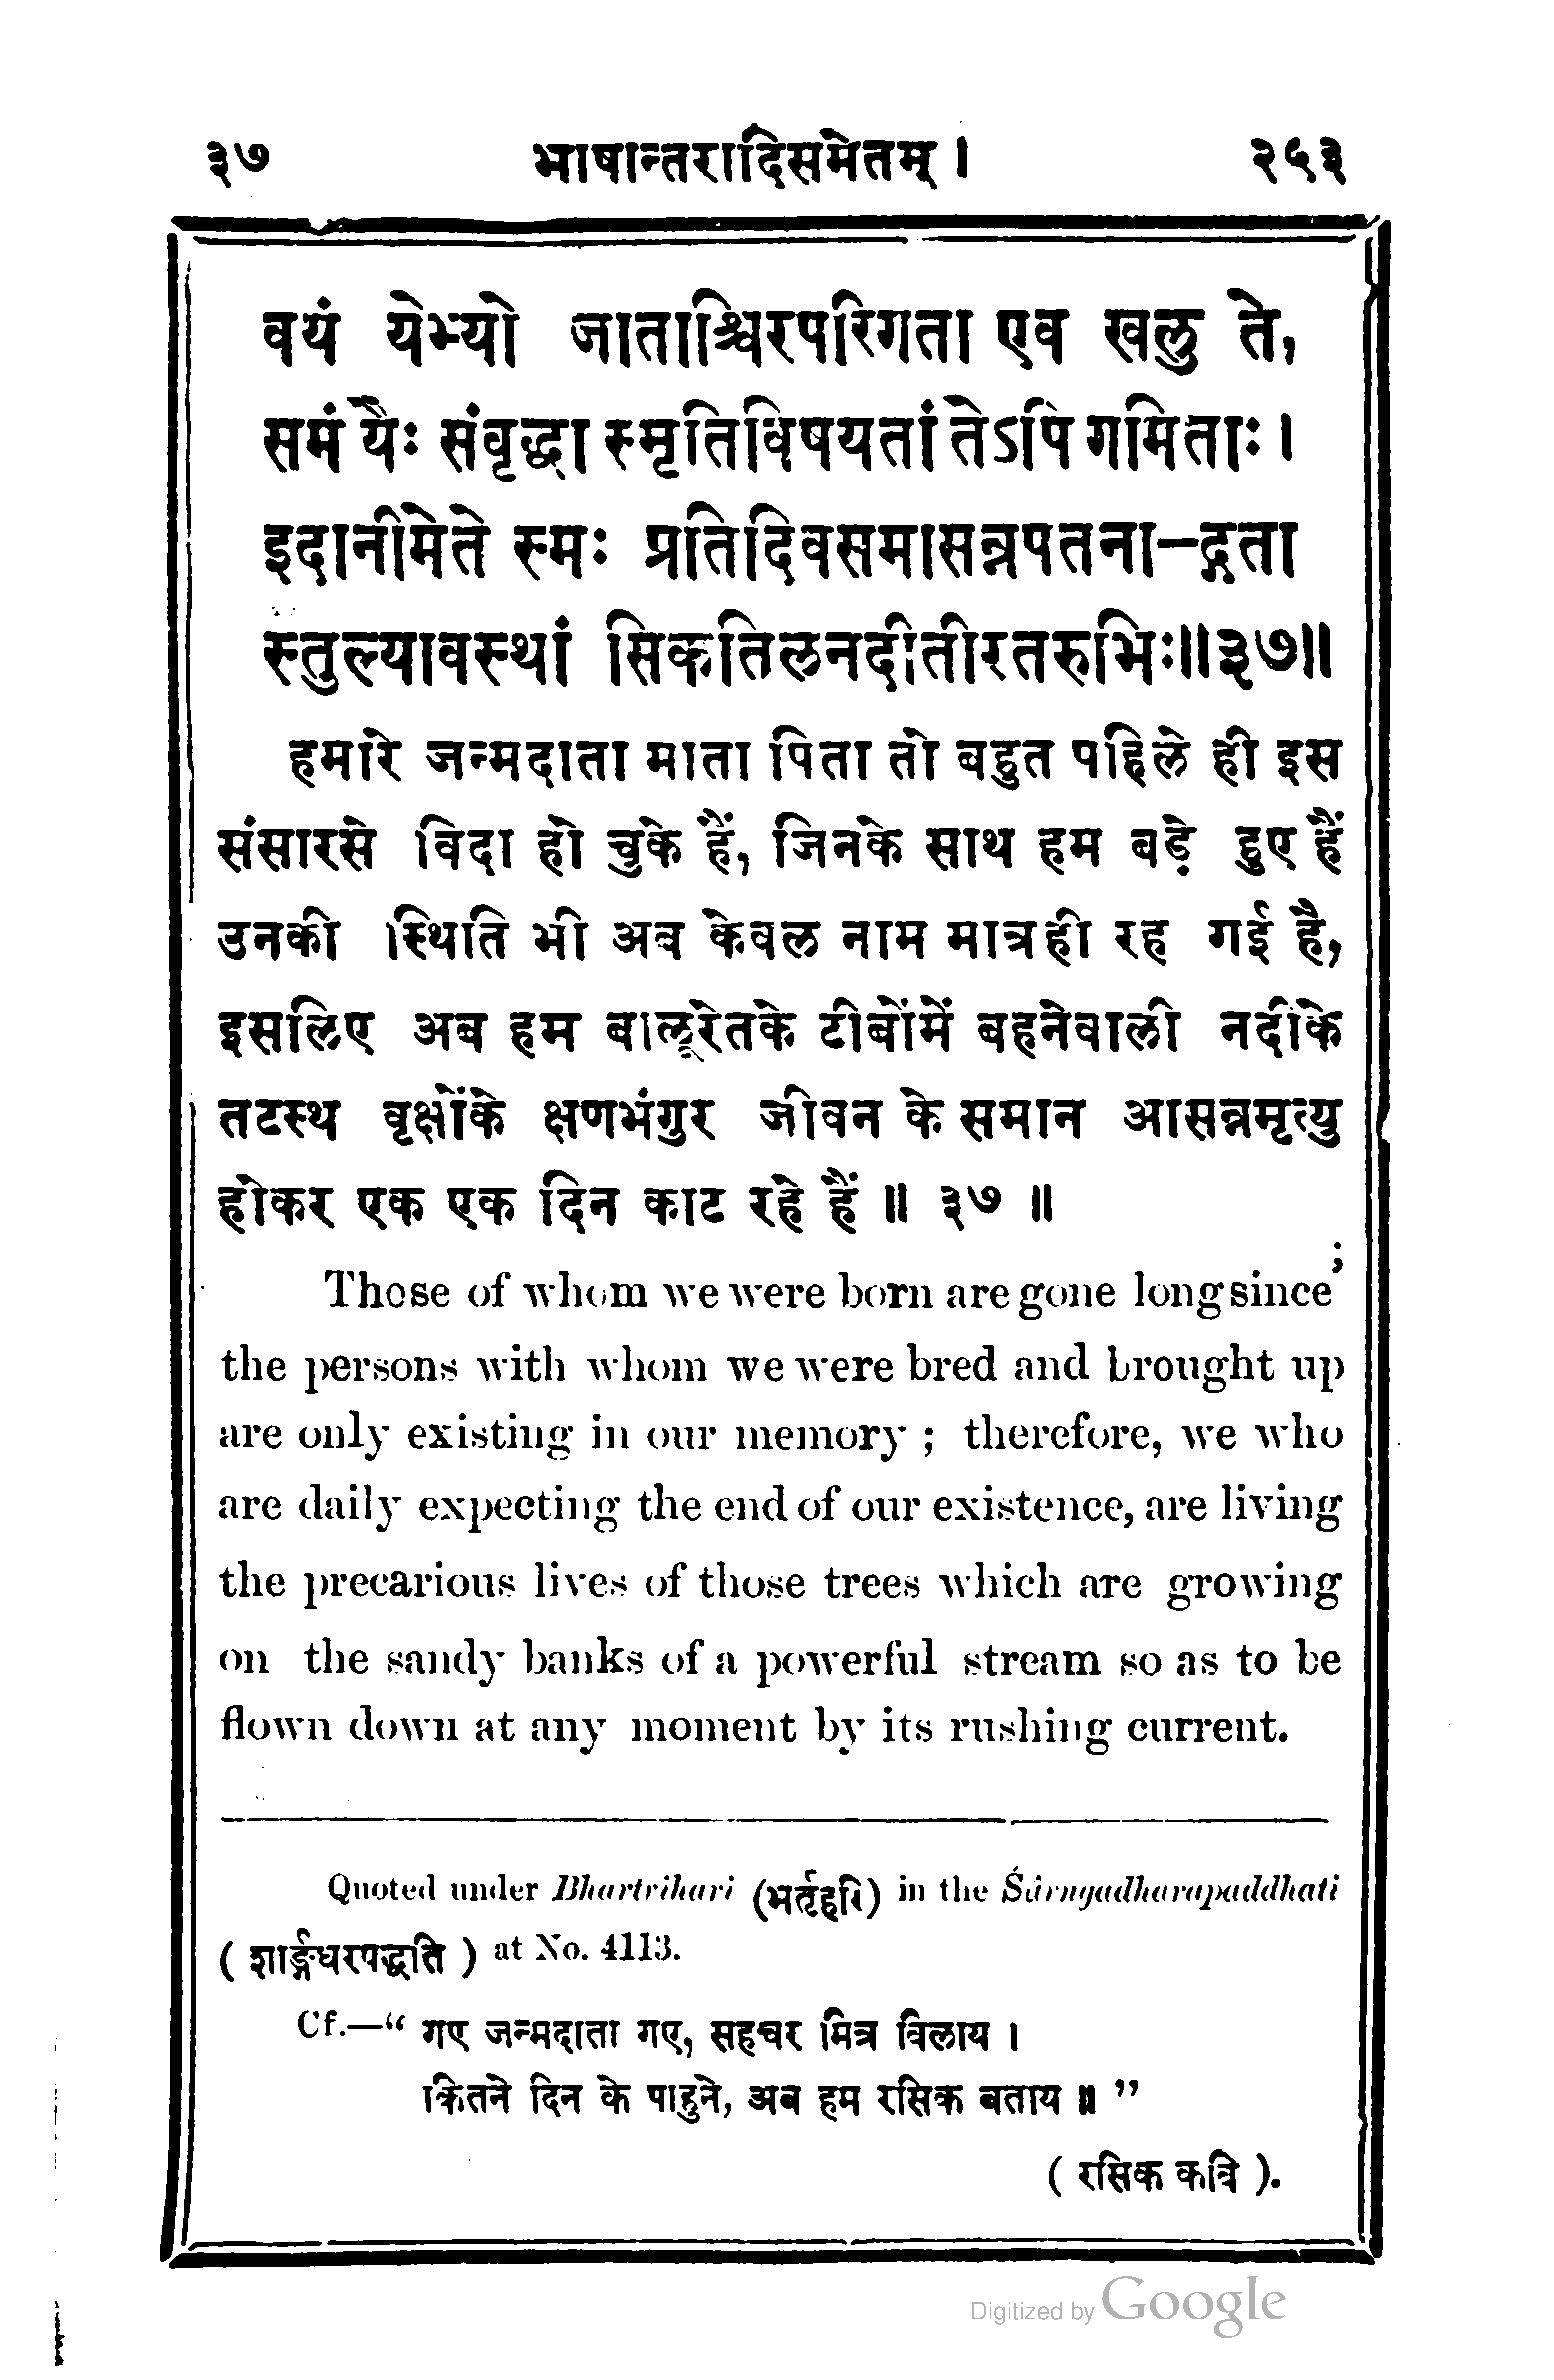 ३७ भाषान्तरादिसमेतम् । २५३
वयं येभ्यो जाताश्चिरपरिगता एव खलु ते,
समं यैः संवृद्धा स्मृतिविषयतां तेऽपि गमिताः ।
इदानीमेते स्मः प्रतिदिवसमासन्नपतना–द्गता
स्तुल्यावस्थां सिकतिलनदीतीरतरुभिः॥३७॥
हमारे जन्मदाता माता पिता तो बहुत पहिले ही इस
संसारसे विदा हो चुके हैं, जिनके साथ हम बड़े हुए हैं
उनकी स्थिति भी अब केवल नाम मात्रही रह गई है,
इसलिए अब हम बालूरेतके टीबोंमें बहनेवाली नदीके
तटस्थ वृक्षोंके क्षणभंगुर जीवन के समान आसन्नमृत्यु
होकर एक एक दिन काट रहे हैं ॥ ३७ ॥
Those of whom we were born are gone long since ;
the persons with whom we were bred and brought up
are only existing in our memory ; therefore, we who
are daily expecting the end of our existence, are living
the precarious lives of those trees which are growing
on the sandy banks of a powerful stream so as to be
flown down at any moment by its rushing current.
Quoted under Bhartrihari (भर्तृहरि) in the Śârngadharapaddhati
( शार्ङ्गधरपद्धति ) at No. 4113.
Cf.—“ गए जन्मदाता गए, सहचर मित्र विलाय ।
कितने दिन के पाहुने, अब हम रसिक बताय ॥ ”
( रसिक कवि ).
Digitized by Google